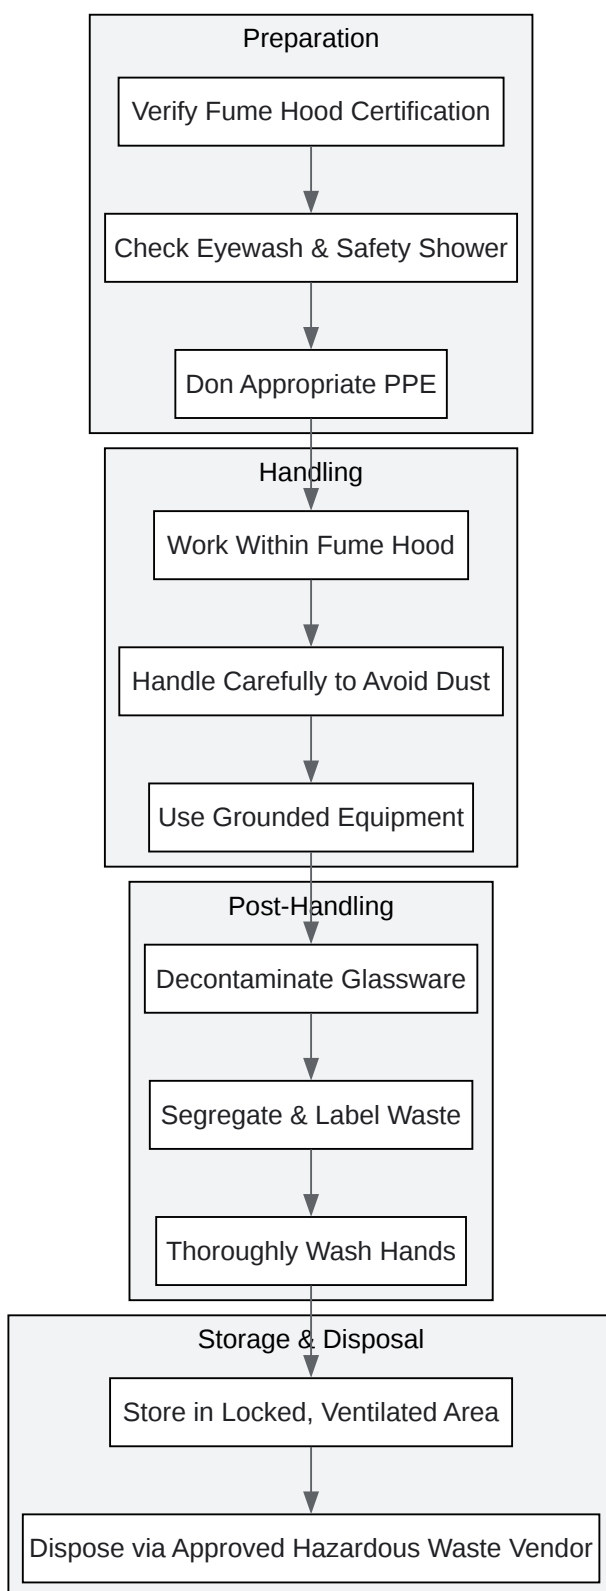 Preparation
Verify Fume Hood Certification
Check Eyewash & Safety Shower
Don Appropriate PPE
Handling
Work Within Fume Hood
Handle Carefully to Avoid Dust
Use Grounded Equipment
Post-Handling
Decontaminate Glassware
Segregate & Label Waste
Thoroughly Wash Hands
Storage & Disposal
Store in Locked, Ventilated Area
Dispose via Approved Hazardous Waste Vendor